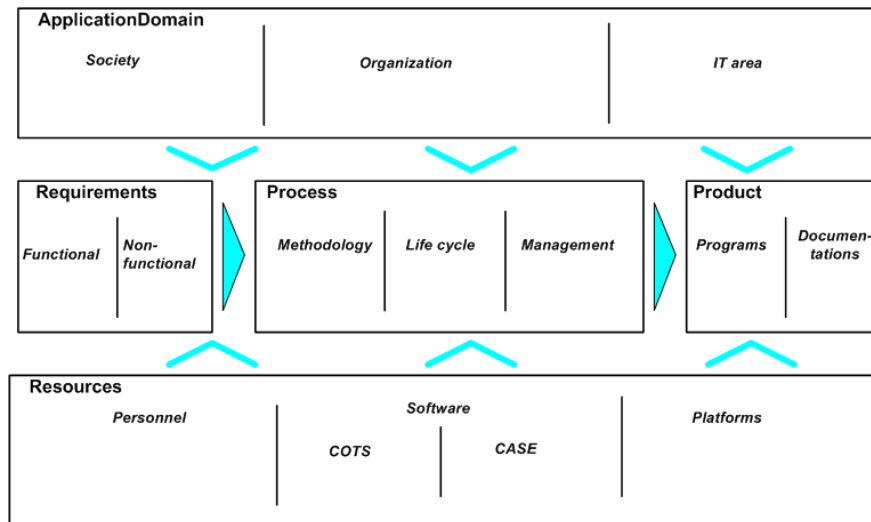 ApplicationDomain
Society
Organization
IT area
Requirements
Functional
Non-
functional
Process
Methodology
Life cycle
Management
Product
Programs
Documen-
tations
Resources
Personnel
Software
COTS
CASE
Platforms